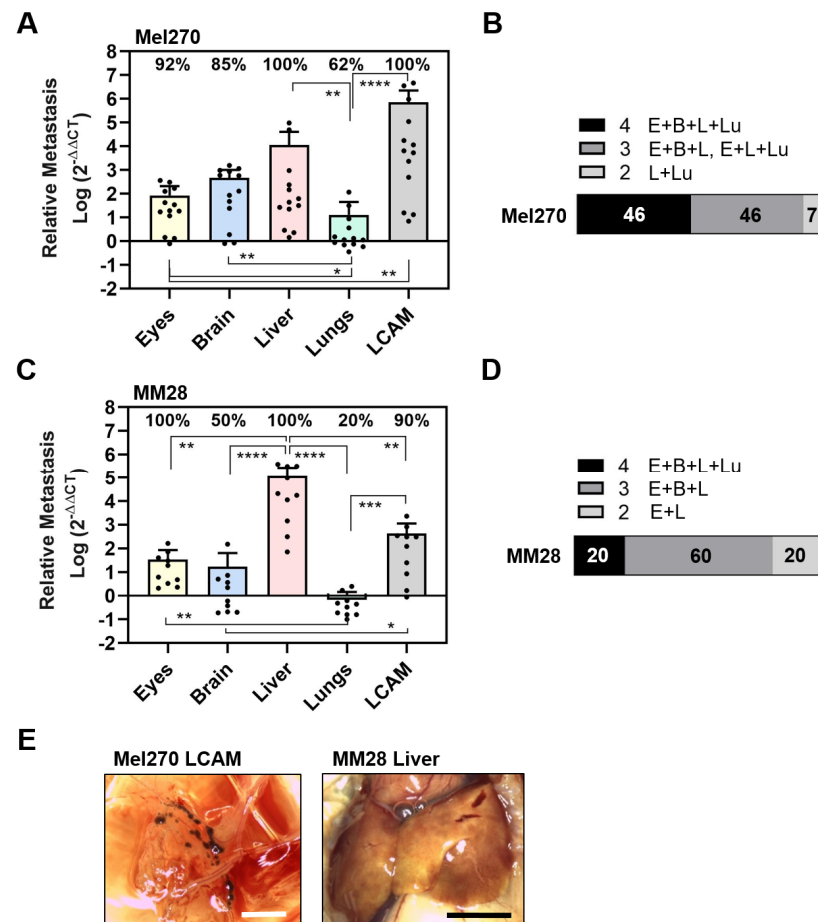 A
Mel270
92% 85% 100% 62% 100%
** ****
Relative Metastasis
Log (2^-ΔΔCT)
8
7
6
5
4
3
2
1
0
-1
-2
**
* **
Eyes Brain Liver Lungs LCAM
B
4 E+B+L+Lu
3 E+B+L, E+L+Lu
2 L+Lu
Mel270 46 46 7
C
MM28
100% 50% 100% 20% 90%
** **
**** ****
***
Relative Metastasis
Log (2^-ΔΔCT)
8
7
6
5
4
3
2
1
0
-1
-2
**
*
Eyes Brain Liver Lungs LCAM
D
4 E+B+L+Lu
3 E+B+L
2 E+L
MM28 20 60 20
E
Mel270 LCAM MM28 Liver